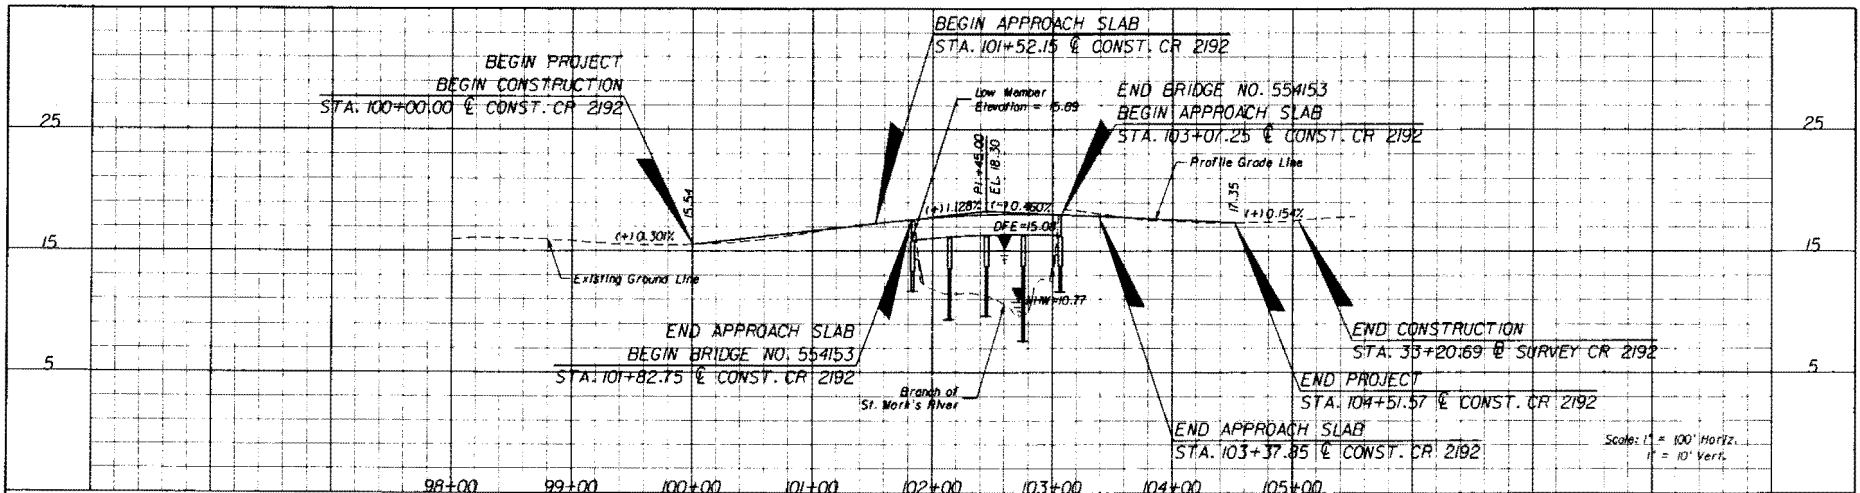 BEGIN APPROACH SLAB
STA. 101+52.15 ℄ CONST. CR 2192
BEGIN PROJECT
BEGIN CONSTRUCTION
STA. 100+00.00 ℄ CONST. CR 2192
Low Member
Elevation = 15.89
END BRIDGE NO. 554153
BEGIN APPROACH SLAB
STA. 103+07.25 ℄ CONST. CR 2192
25
25
Profile Grade Line
P.I. +45.00
EL. 18.30
15.54
17.35
(+) 0.301%
(+) 1.128%
(-) 0.460%
(+) 0.154%
DFE=15.08
15
15
Existing Ground Line
NHW=10.77
END APPROACH SLAB
BEGIN BRIDGE NO. 554153
STA. 101+82.75 ℄ CONST. CR 2192
END CONSTRUCTION
STA. 33+20.69 SURVEY CR 2192
5
5
Branch of
St. Mark's River
END PROJECT
STA. 104+51.57 ℄ CONST. CR 2192
END APPROACH SLAB
STA. 103+37.85 ℄ CONST. CR 2192
Scale: 1" = 100' Horiz.
1" = 10' Vert.
98+00 99+00 100+00 101+00 102+00 103+00 104+00 105+00